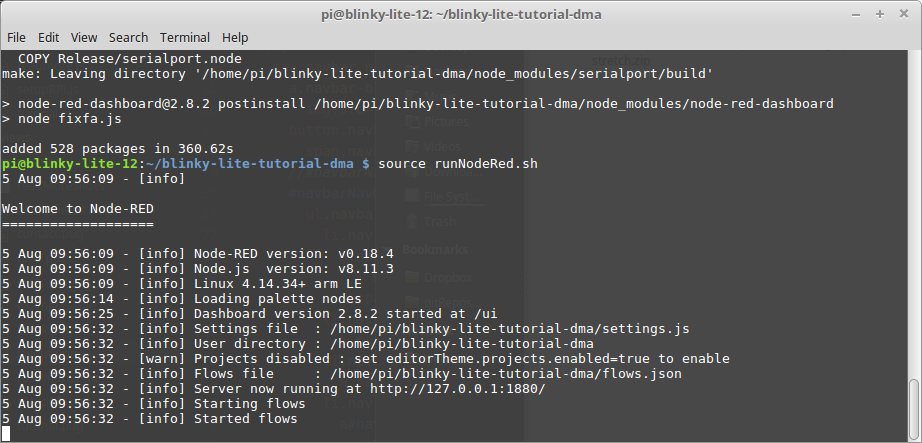 pi@blinky-lite-12: ~/blinky-lite-tutorial-dma
File Edit View Search Terminal Help
COPY Release/serialport.node
make: Leaving directory '/home/pi/blinky-lite-tutorial-dma/node_modules/serialport/build'
> node-red-dashboard@2.8.2 postinstall /home/pi/blinky-lite-tutorial-dma/node_modules/node-red-dashboard
> node fixfa.js
added 528 packages in 360.62s
pi@blinky-lite-12:~/blinky-lite-tutorial-dma $ source runNodeRed.sh
5 Aug 09:56:09 - [info]
Welcome to Node-RED
===================
5 Aug 09:56:09 - [info] Node-RED version: v0.18.4
5 Aug 09:56:09 - [info] Node.js  version: v8.11.3
5 Aug 09:56:09 - [info] Linux 4.14.34+ arm LE
5 Aug 09:56:14 - [info] Loading palette nodes
5 Aug 09:56:25 - [info] Dashboard version 2.8.2 started at /ui
5 Aug 09:56:32 - [info] Settings file  : /home/pi/blinky-lite-tutorial-dma/settings.js
5 Aug 09:56:32 - [info] User directory : /home/pi/blinky-lite-tutorial-dma
5 Aug 09:56:32 - [warn] Projects disabled : set editorTheme.projects.enabled=true to enable
5 Aug 09:56:32 - [info] Flows file     : /home/pi/blinky-lite-tutorial-dma/flows.json
5 Aug 09:56:32 - [info] Server now running at http://127.0.0.1:1880/
5 Aug 09:56:32 - [info] Starting flows
5 Aug 09:56:32 - [info] Started flows
stretch.zip
Pictures
Videos
File Syst...
Trash
Bookmarks
Dropbox